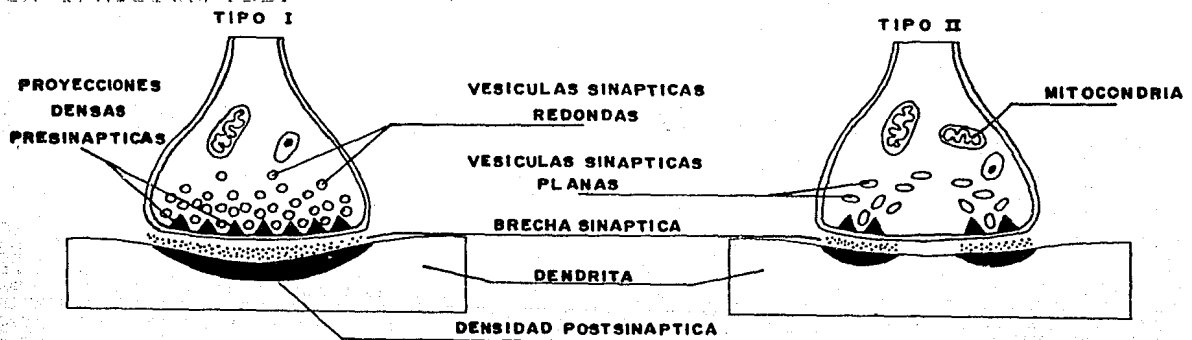 TIPO I
TIPO II
PROYECCIONES
DENSAS
PRESINAPTICAS
VESICULAS SINAPTICAS
REDONDAS
MITOCONDRIA
VESICULAS SINAPTICAS
PLANAS
BRECHA SINAPTICA
DENDRITA
DENSIDAD POSTSINAPTICA